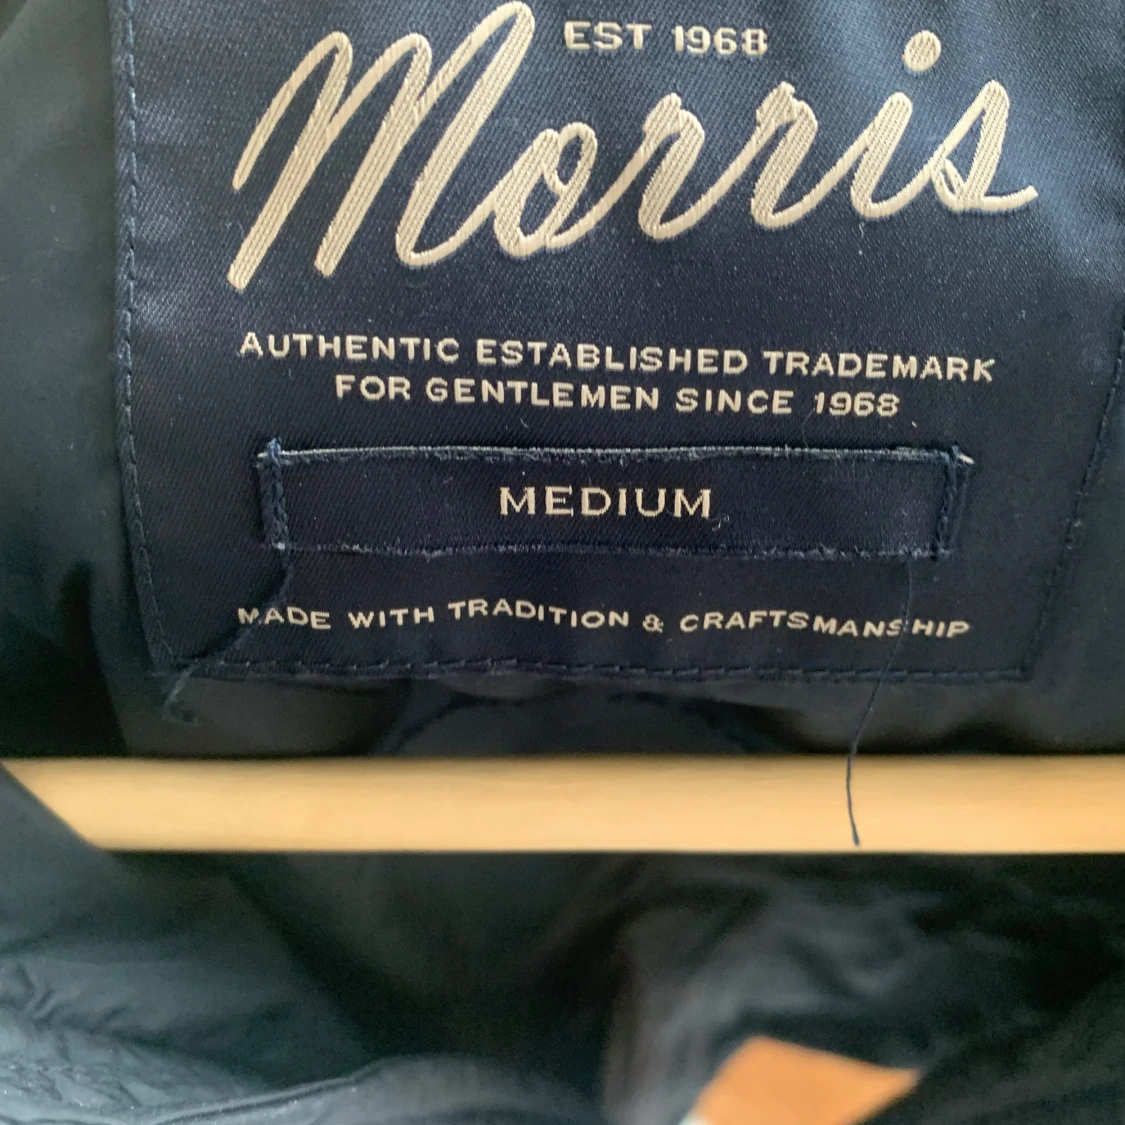 EST 1968
Morris
AUTHENTIC ESTABLISHED TRADEMARK
FOR GENTLEMEN SINCE 1968
MEDIUM
MADE WITH TRADITION & CRAFTSMANSHIP